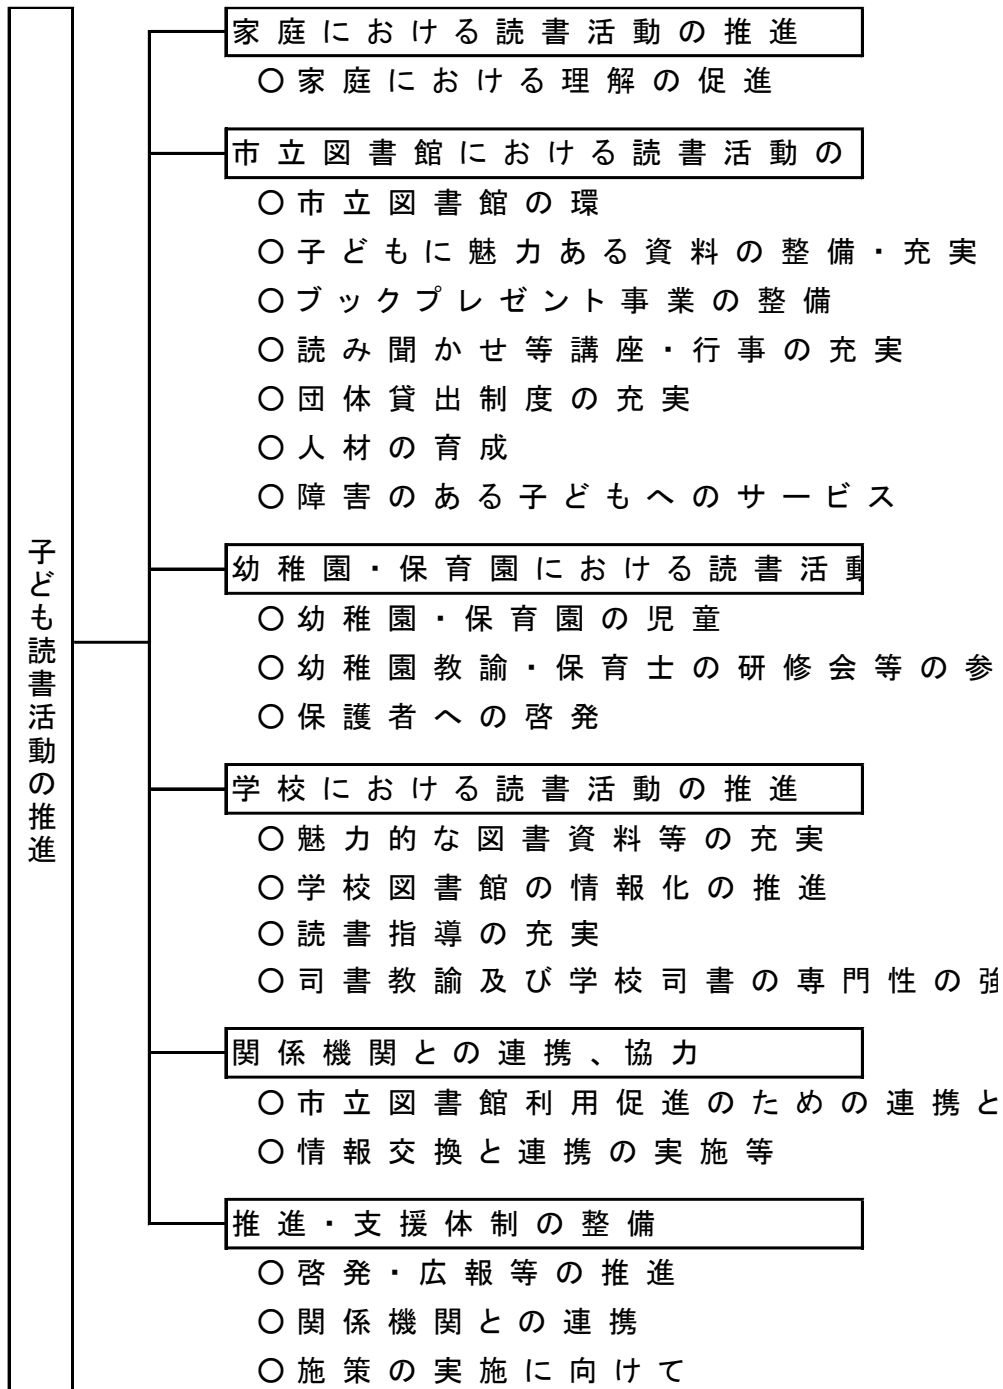 子ども読書活動の推進
家庭における読書活動の推進
○家庭における理解の促進
市立図書館における読書活動の
○市立図書館の環
○子どもに魅力ある資料の整備・充実
○ブックプレゼント事業の整備
○読み聞かせ等講座・行事の充実
○団体貸出制度の充実
○人材の育成
○障害のある子どもへのサービス
幼稚園・保育園における読書活動
○幼稚園・保育園の児童
○幼稚園教諭・保育士の研修会等の参
○保護者への啓発
学校における読書活動の推進
○魅力的な図書資料等の充実
○学校図書館の情報化の推進
○読書指導の充実
○司書教諭及び学校司書の専門性の強
関係機関との連携、協力
○市立図書館利用促進のための連携と
○情報交換と連携の実施等
推進・支援体制の整備
○啓発・広報等の推進
○関係機関との連携
○施策の実施に向けて